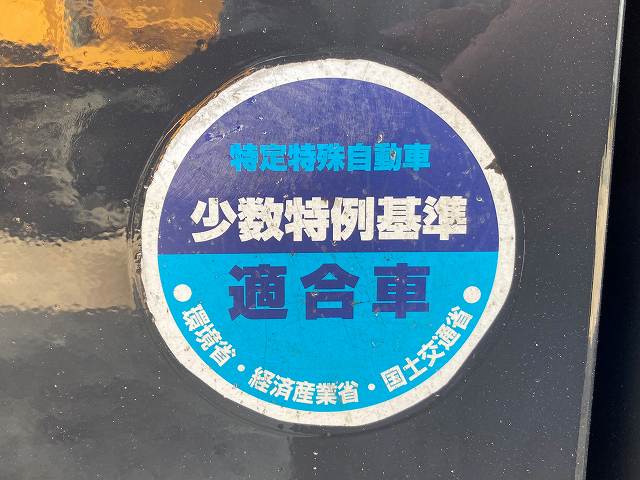 特定特殊自動車
少数特例基準
適合車
環境省・経済産業省・国土交通省